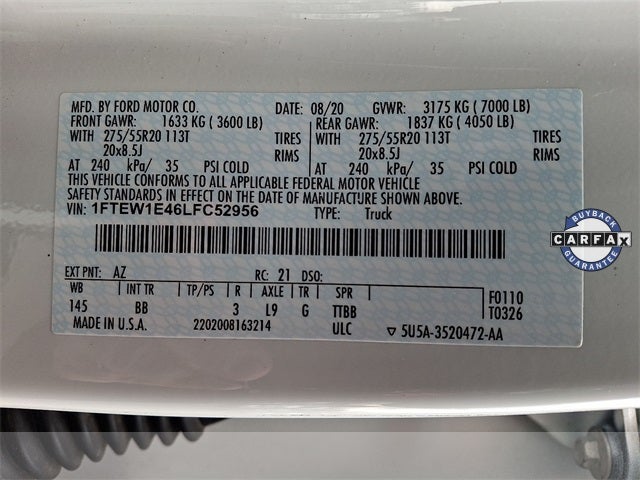 MFD. BY FORD MOTOR CO. DATE: 08/20 GVWR: 3175 KG ( 7000 LB)
FRONT GAWR: 1633 KG ( 3600 LB) REAR GAWR: 1837 KG ( 4050 LB)
WITH 275/55R20 113T TIRES WITH 275/55R20 113T TIRES
20x8.5J RIMS 20x8.5J RIMS
AT 240 kPa/ 35 PSI COLD AT 240 kPa/ 35 PSI COLD
THIS VEHICLE CONFORMS TO ALL APPLICABLE FEDERAL MOTOR VEHICLE
SAFETY STANDARDS IN EFFECT ON THE DATE OF MANUFACTURE SHOWN ABOVE.
VIN: 1FTEW1E46LFC52956 TYPE: Truck
EXT PNT: AZ RC: 21 DSO:
WB INT TR TP/PS R AXLE TR SPR F0110
145 BB 3 L9 G TTBB T0326
MADE IN U.S.A. 2202008163214 ULC ▽ 5U5A-3520472-AA
BUYBACK
CARFAX
GUARANTEE